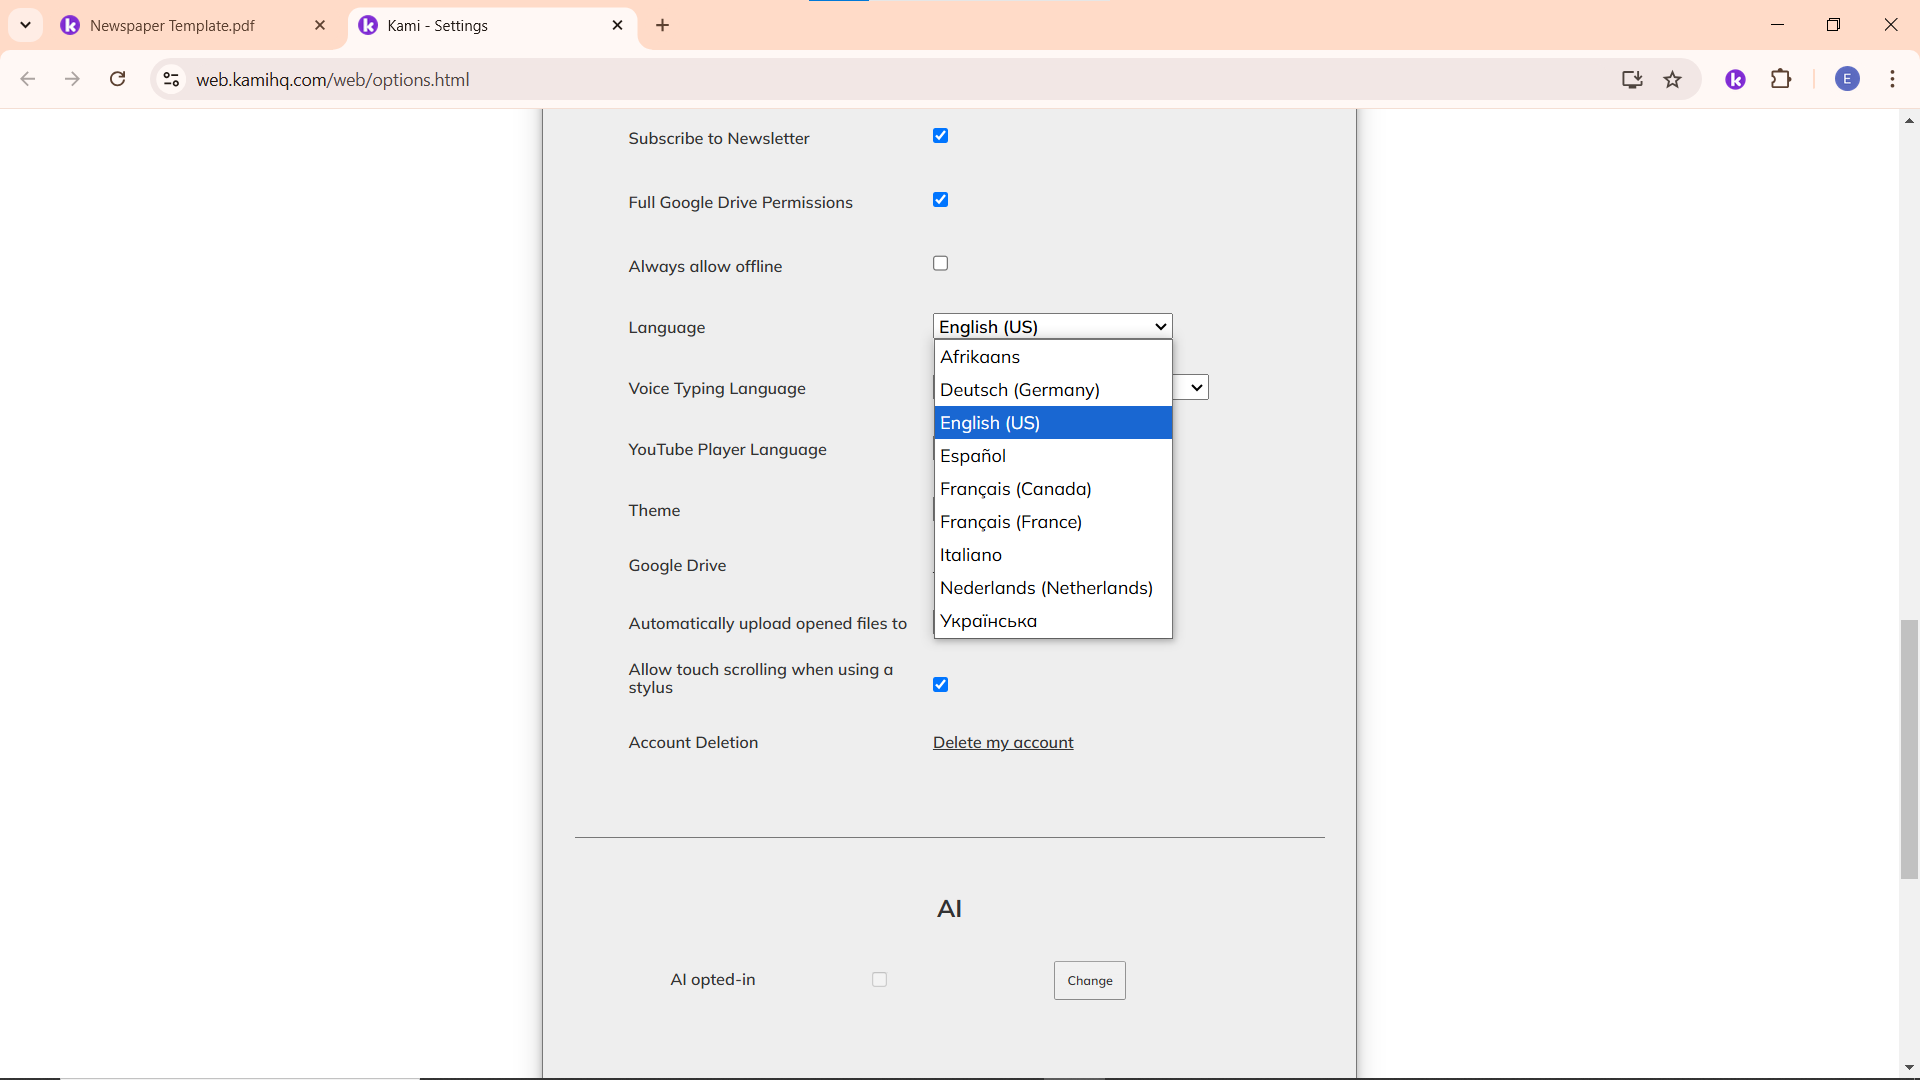 Newspaper Template.pdf
Kami - Settings
web.kamihq.com/web/options.html
E
Subscribe to Newsletter
Full Google Drive Permissions
Always allow offline
Language
English (US)
Afrikaans
Deutsch (Germany)
English (US)
Español
Français (Canada)
Français (France)
Italiano
Nederlands (Netherlands)
Українська
Voice Typing Language
YouTube Player Language
Theme
Google Drive
Automatically upload opened files to
Allow touch scrolling when using a
stylus
Account Deletion
Delete my account
AI
AI opted-in
Change